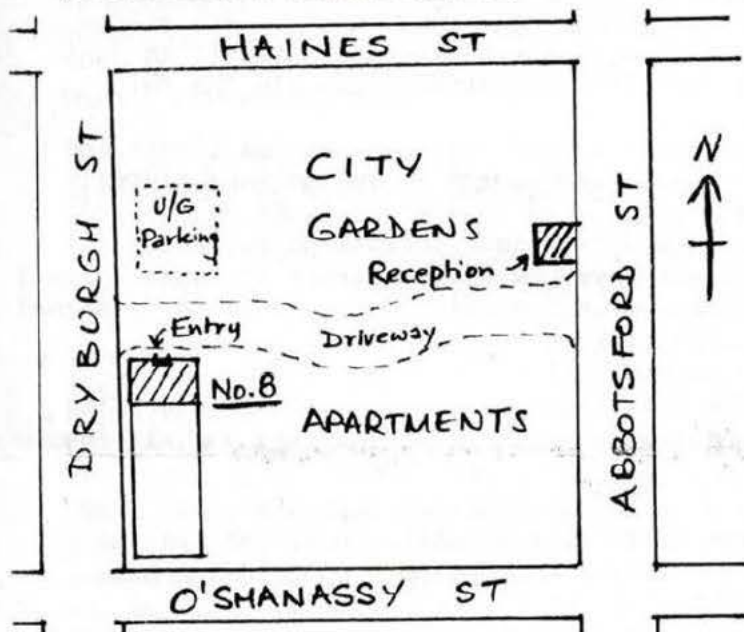 HAINES ST
CITY
N
DRYBURGH ST
U/G
Parking
GARDENS
Reception
ABBOTSFORD ST
Entry
Driveway
No.8
APARTMENTS
O'SHANASSY ST